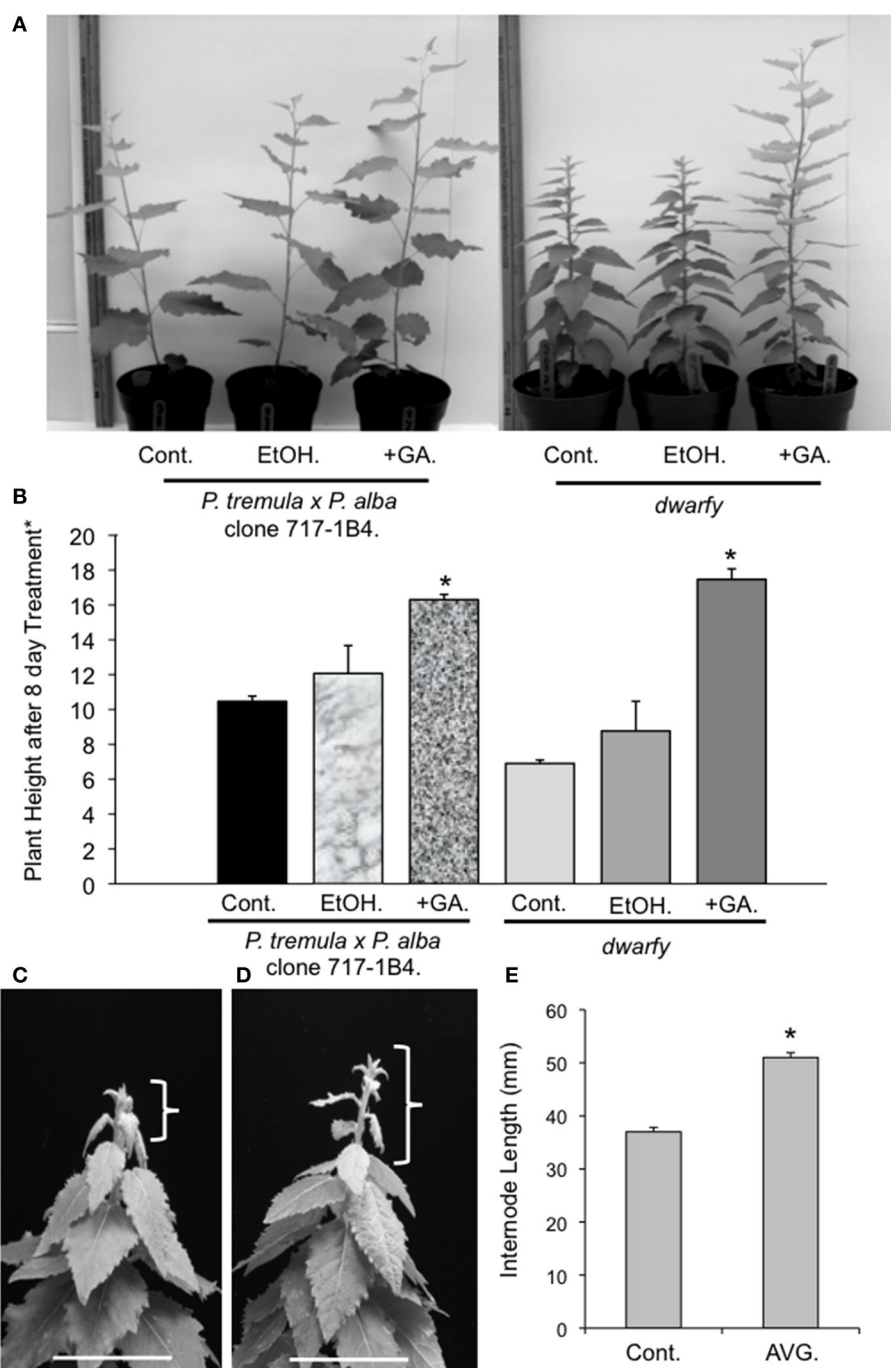 A
Cont. EtOH. +GA. Cont. EtOH. +GA.
P. tremula x P. alba
clone 717-1B4.
dwarfy
B
Plant Height after 8 day Treatment*
20
18
16
14
12
10
8
6
4
2
0
*
*
Cont. EtOH. +GA. Cont. EtOH. +GA.
P. tremula x P. alba
clone 717-1B4.
dwarfy
C
D
E
Internode Length (mm)
60
50
40
30
20
10
0
*
Cont. AVG.